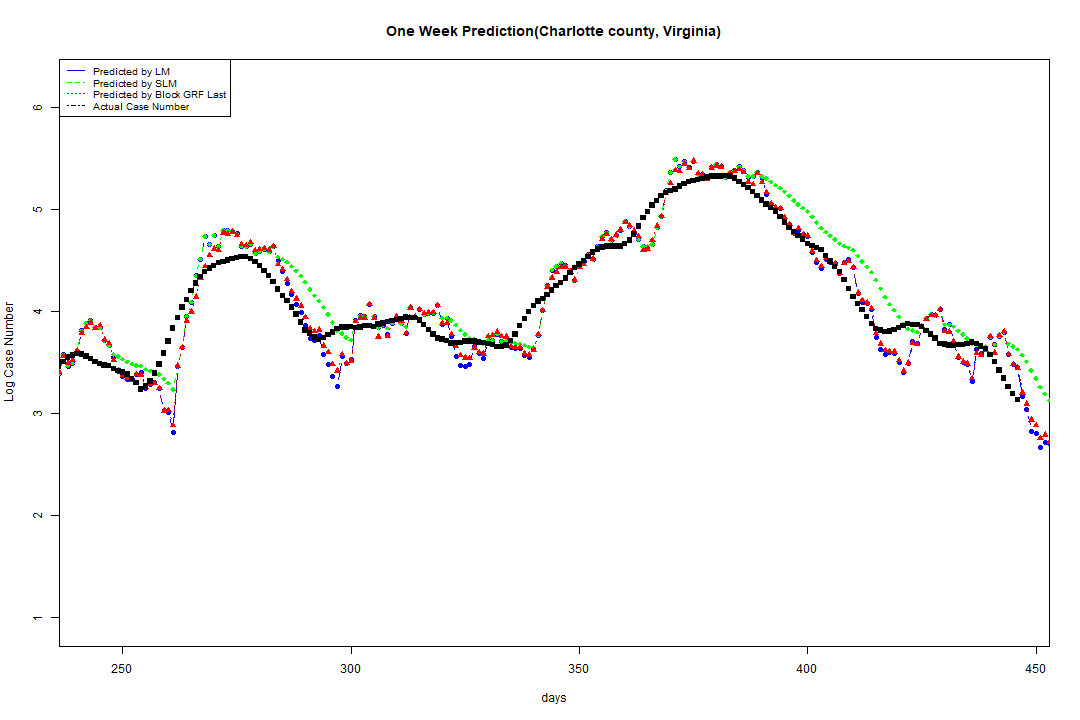 One Week Prediction(Charlotte county, Virginia)
Predicted by LM
Predicted by SLM
Predicted by Block GRF Last
Actual Case Number
6
5
4
3
2
1
Log Case Number
250
300
350
400
450
days